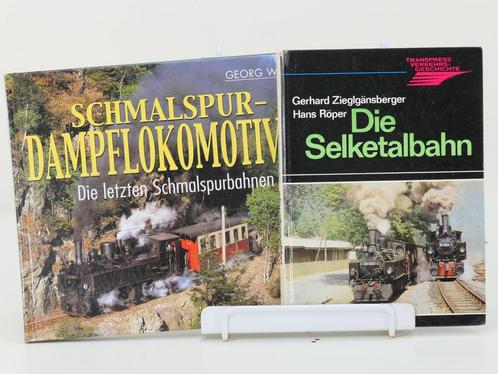 GEORG W
SCHMALSPUR-
DAMPFLOKOMOTIV
Die letzten Schmalspurbahnen
TRANSPRESS
VERKEHRS-
GESCHICHTE
Gerhard Zieglgänsberger
Hans Röper
Die
Selketalbahn